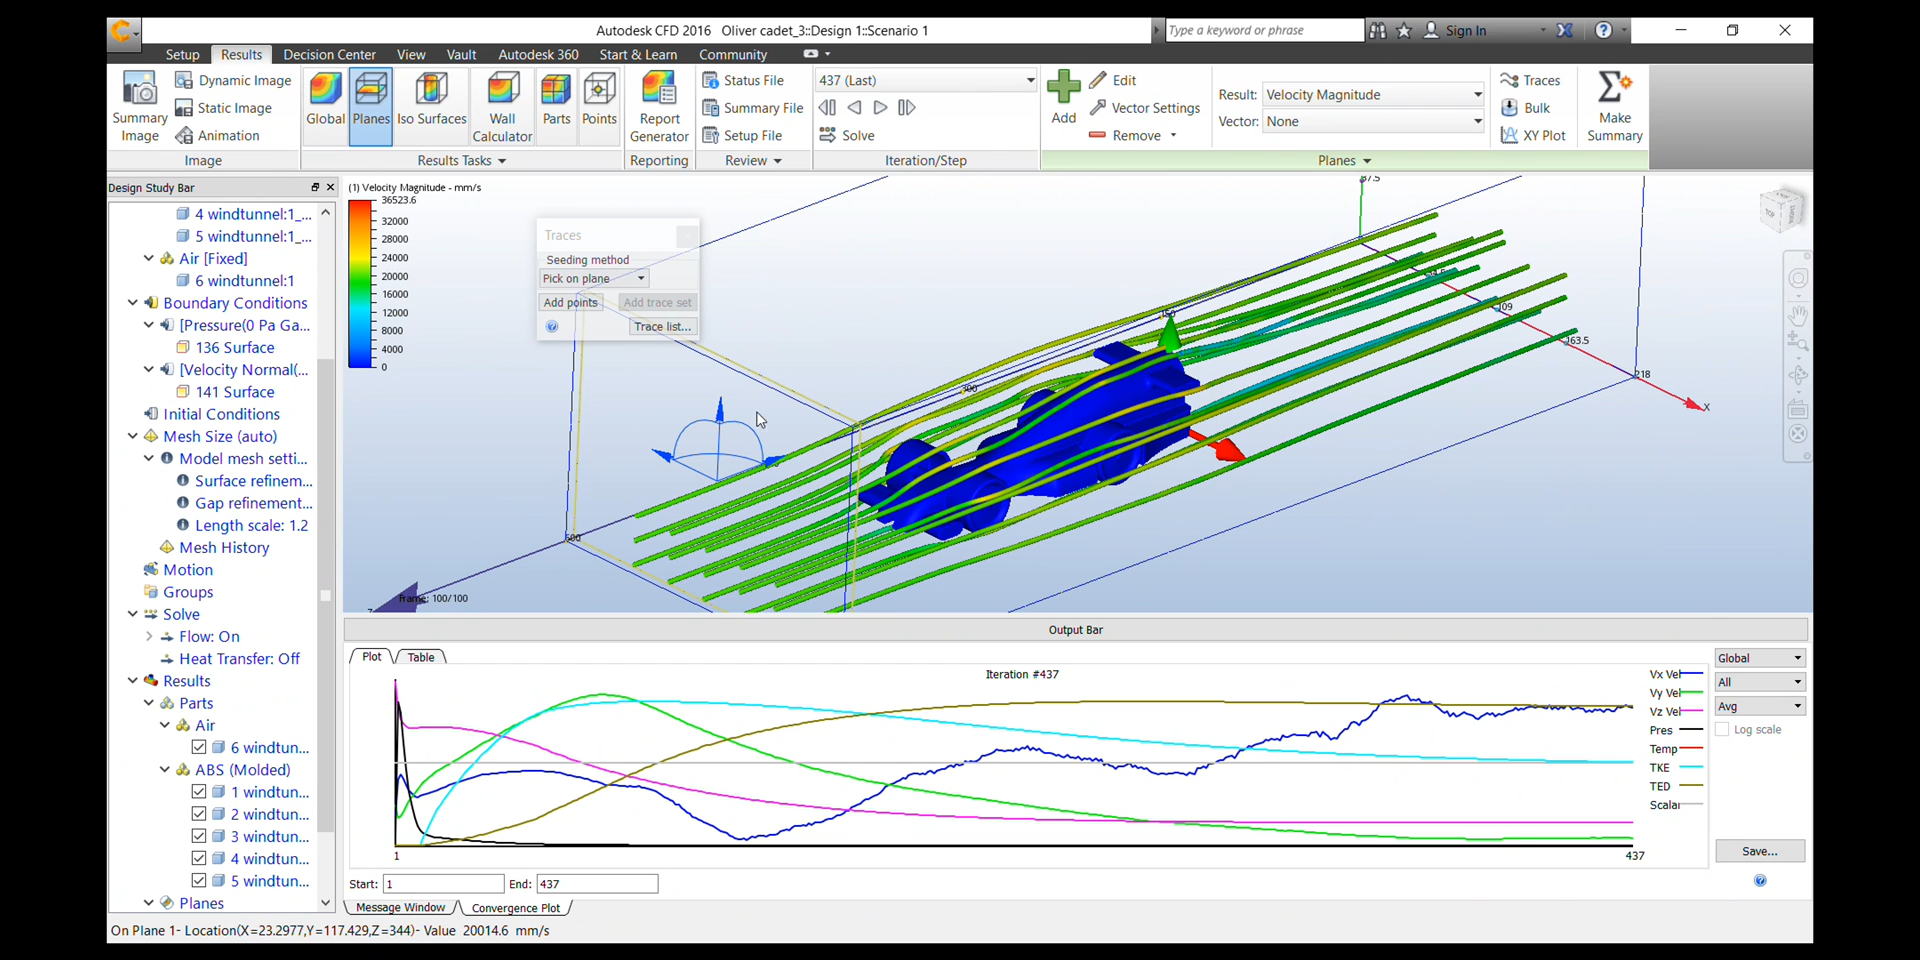 Autodesk CFD 2016   Oliver cadet_3::Design 1::Scenario 1
Type a keyword or phrase
Sign In
Setup Results Decision Center View Vault Autodesk 360 Start & Learn Community
Summary Image
Dynamic Image
Static Image
Animation
Image
Global
Planes
Iso Surfaces
Wall Calculator
Parts
Points
Results Tasks
Report Generator
Reporting
Status File
Summary File
Setup File
Review
437 (Last)
Solve
Iteration/Step
Add
Edit
Vector Settings
Remove
Result: Velocity Magnitude
Vector: None
Traces
Bulk
XY Plot
Make Summary
Planes
Design Study Bar
4 windtunnel:1_...
5 windtunnel:1_...
Air [Fixed]
6 windtunnel:1
Boundary Conditions
[Pressure(0 Pa Ga...
136 Surface
[Velocity Normal(...
141 Surface
Initial Conditions
Mesh Size (auto)
Model mesh setti...
Surface refinem...
Gap refinement...
Length scale: 1.2
Mesh History
Motion
Groups
Solve
Flow: On
Heat Transfer: Off
Results
Parts
Air
6 windtun...
ABS (Molded)
1 windtun...
2 windtun...
3 windtun...
4 windtun...
5 windtun...
Planes
(1) Velocity Magnitude - mm/s
36523.6
32000
28000
24000
20000
16000
12000
8000
4000
0
Traces
Seeding method
Pick on plane
Add points
Add trace set
Trace list...
150
300
109
163.5
218
X
600
Frame: 100/100
TOP
Output Bar
Plot
Table
Iteration #437
Vx Vel
Vy Vel
Vz Vel
Pres
Temp
TKE
TED
Scalar
1
437
Global
All
Avg
Log scale
Save...
Start: 1
End: 437
Message Window
Convergence Plot
On Plane 1- Location(X=23.2977,Y=117.429,Z=344)- Value 20014.6 mm/s